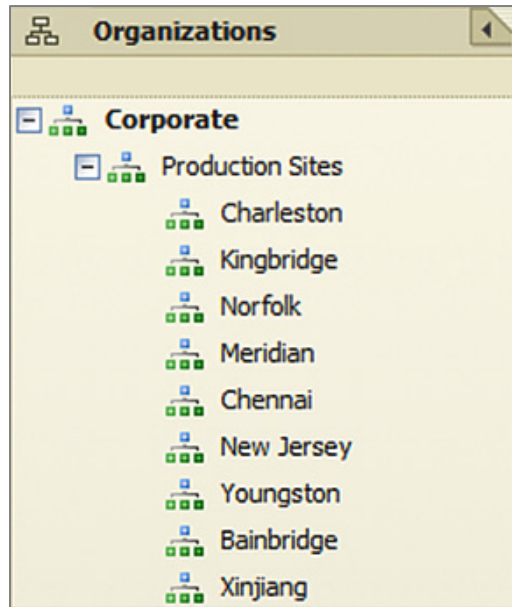 Organizations
Corporate
Production Sites
Charleston
Kingbridge
Norfolk
Meridian
Chennai
New Jersey
Youngston
Bainbridge
Xinjiang